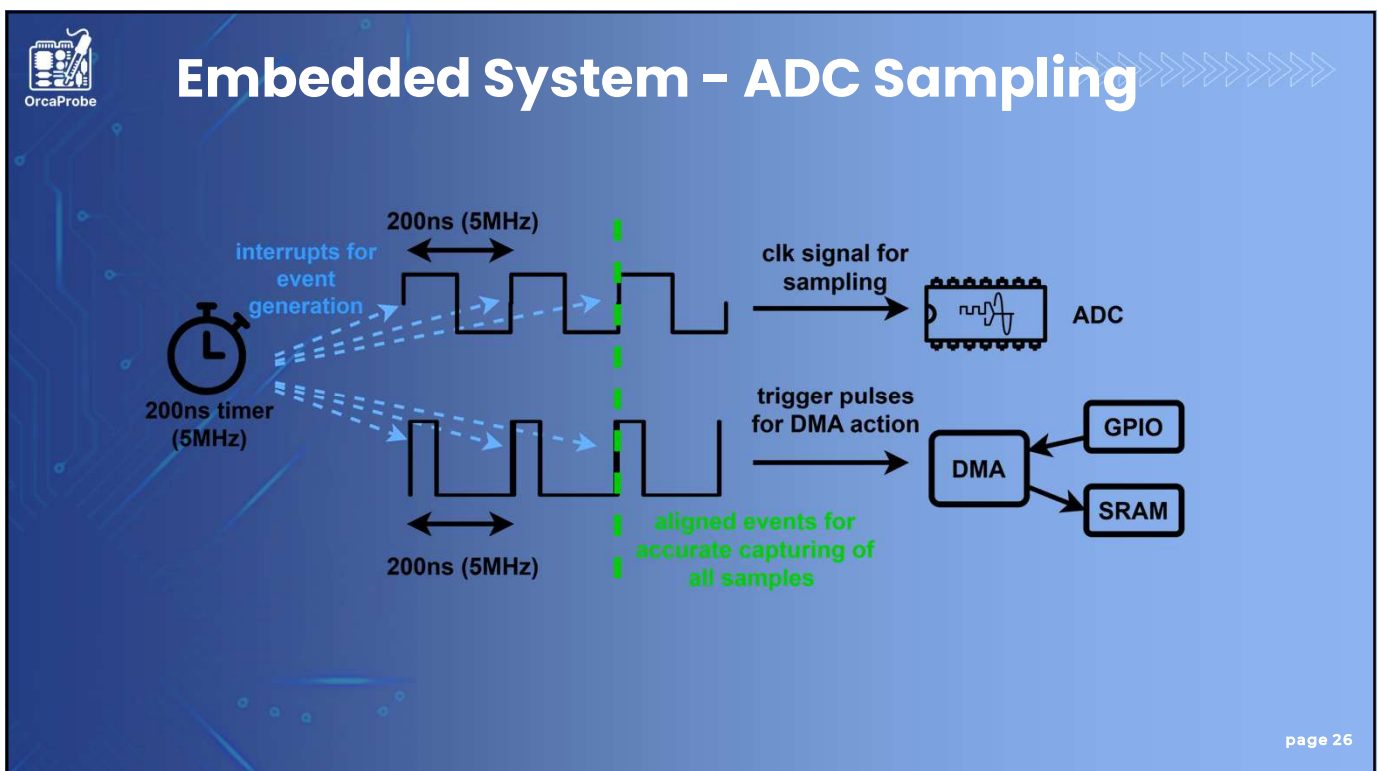 OrcaProbe
Embedded System - ADC Sampling
200ns (5MHz)
interrupts for
event
generation
clk signal for
sampling
ADC
200ns timer
(5MHz)
trigger pulses
for DMA action
GPIO
DMA
SRAM
aligned events for
accurate capturing of
all samples
200ns (5MHz)
page 26